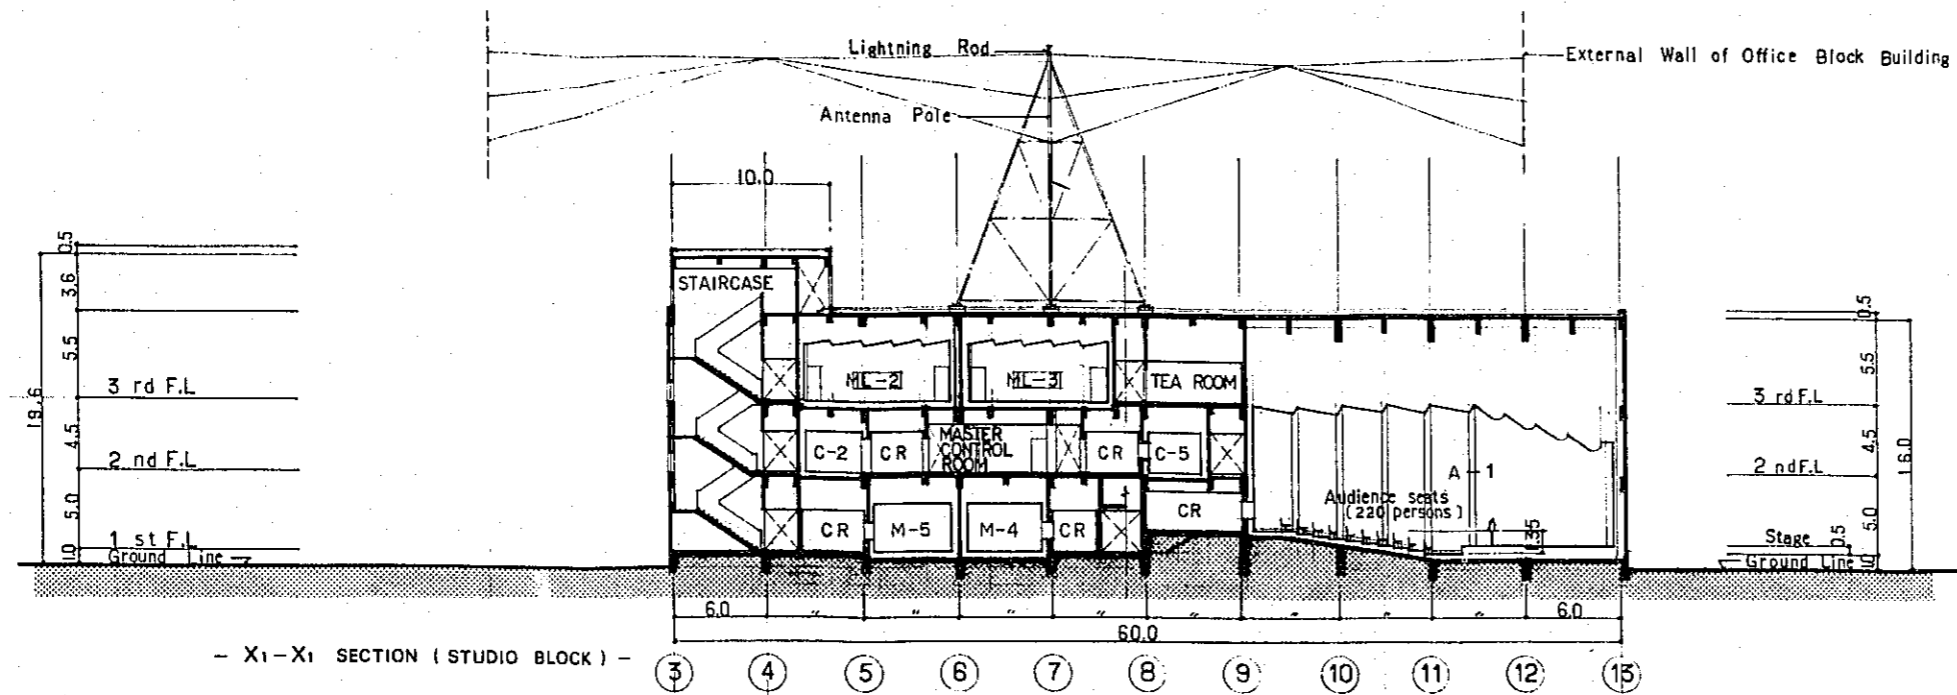 Lightning Rod
External Wall of Office Block Building
Antenna Pole
10.0
0.5
3.6
5.5
4.5
5.0
1.0
19.6
3 rd F.L
2 nd F.L
1 st F.L
Ground Line
STAIRCASE
ML-2
ML-3
TEA ROOM
C-2
CR
MASTER
CONTROL
ROOM
CR
C-5
CR
M-5
M-4
CR
CR
A-1
Audience seats
(220 persons)
3.5
0.5
5.5
3 rd F.L
4.5
2 nd F.L
16.0
5.0
Stage
0.5
Ground Line
1.0
6.0
"
"
"
"
"
"
"
"
6.0
60.0
- X1-X1 SECTION (STUDIO BLOCK) -
3
4
5
6
7
8
9
10
11
12
13